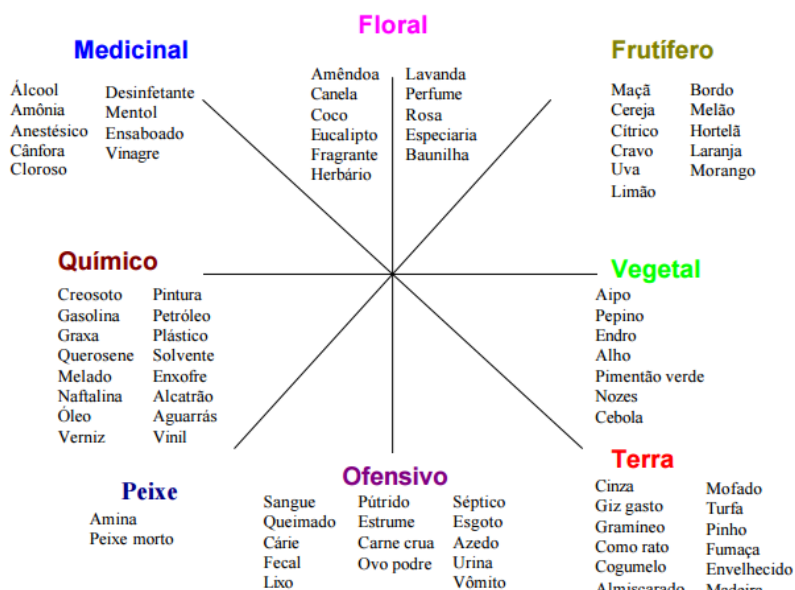 Floral
Amêndoa Lavanda
Canela Perfume
Coco Rosa
Eucalipto Especiaria
Fragrante Baunilha
Herbário
Medicinal
Álcool Desinfetante
Amônia Mentol
Anestésico Ensaboado
Cânfora Vinagre
Cloroso
Frutífero
Maçã Bordo
Cereja Melão
Cítrico Hortelã
Cravo Laranja
Uva Morango
Limão
Químico
Creosoto Pintura
Gasolina Petróleo
Graxa Plástico
Querosene Solvente
Melado Enxofre
Naftalina Alcatrão
Óleo Aguarrás
Verniz Vinil
Vegetal
Aipo
Pepino
Endro
Alho
Pimentão verde
Nozes
Cebola
Peixe
Amina
Peixe morto
Ofensivo
Sangue Pútrido Séptico
Queimado Estrume Esgoto
Cárie Carne crua Azedo
Fecal Ovo podre Urina
Lixo Vômito
Terra
Cinza Mofado
Giz gasto Turfa
Gramíneo Pinho
Como rato Fumaça
Cogumelo Envelhecido
Almiscarado Madeira